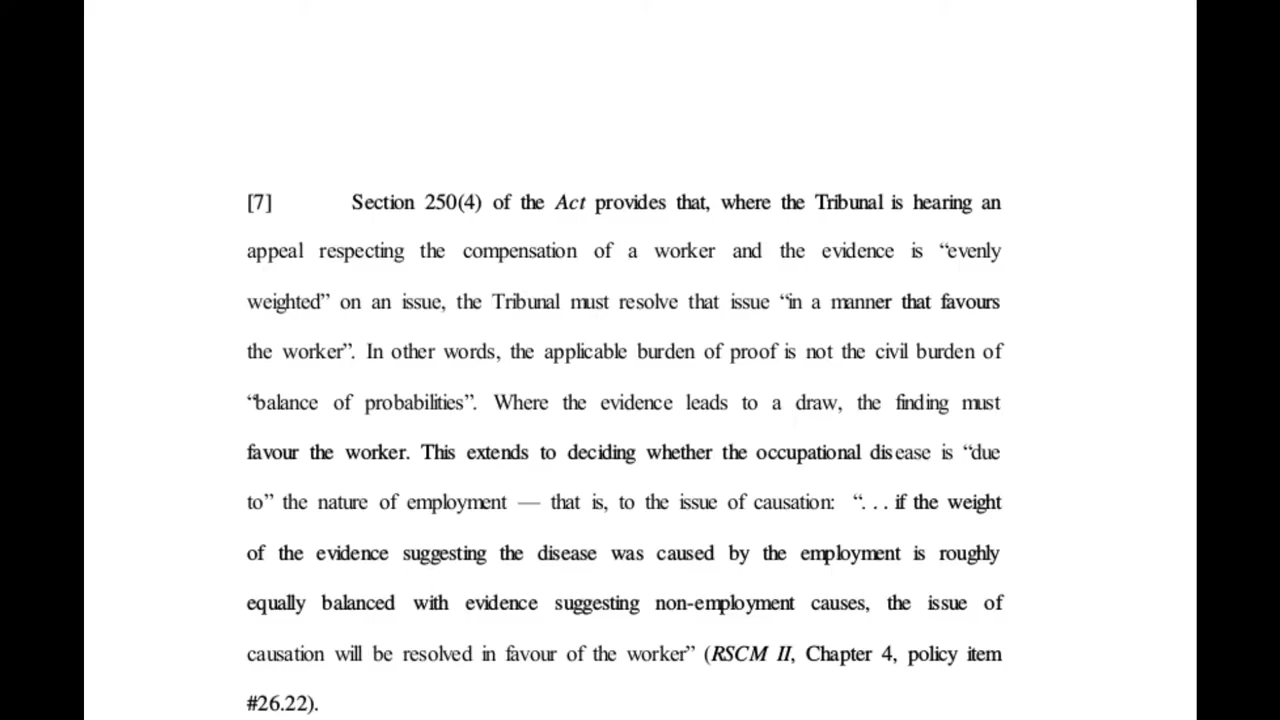 [7] Section 250(4) of the Act provides that, where the Tribunal is hearing an
appeal respecting the compensation of a worker and the evidence is “evenly
weighted” on an issue, the Tribunal must resolve that issue “in a manner that favours
the worker”. In other words, the applicable burden of proof is not the civil burden of
“balance of probabilities”. Where the evidence leads to a draw, the finding must
favour the worker. This extends to deciding whether the occupational disease is “due
to” the nature of employment — that is, to the issue of causation: “. . . if the weight
of the evidence suggesting the disease was caused by the employment is roughly
equally balanced with evidence suggesting non-employment causes, the issue of
causation will be resolved in favour of the worker” (RSCM II, Chapter 4, policy item
#26.22).